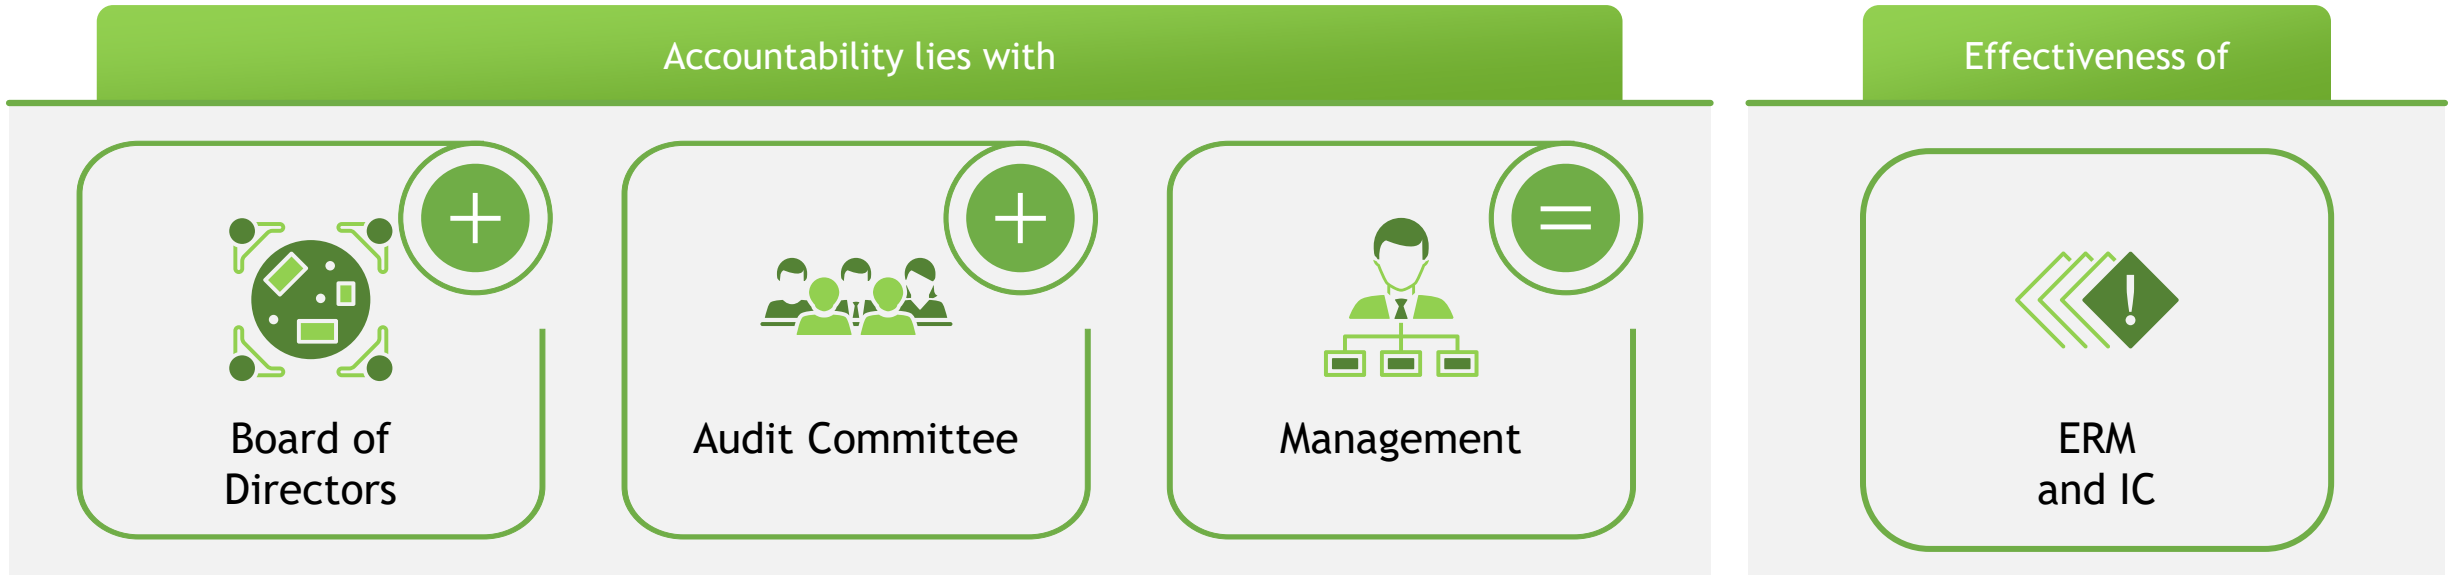 Accountability lies with
Effectiveness of
Board of
Directors
Audit Committee
Management
ERM
and IC